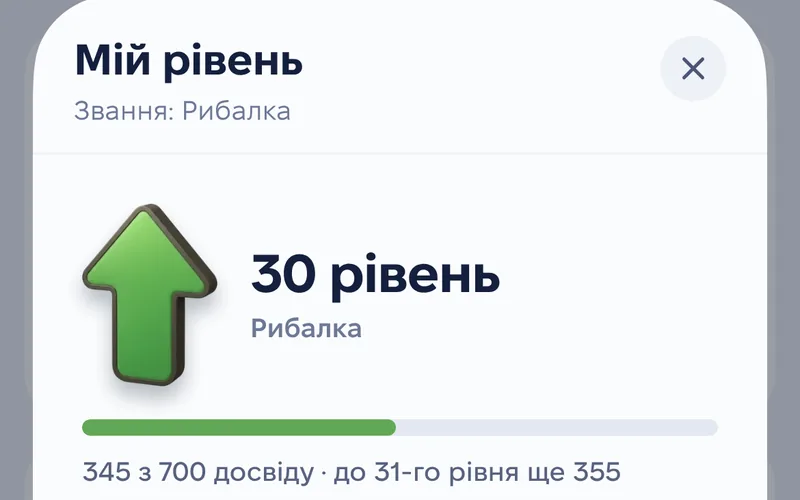 Мій рівень
Звання: Рибалка
30 рівень
Рибалка
345 з 700 досвіду · до 31-го рівня ще 355